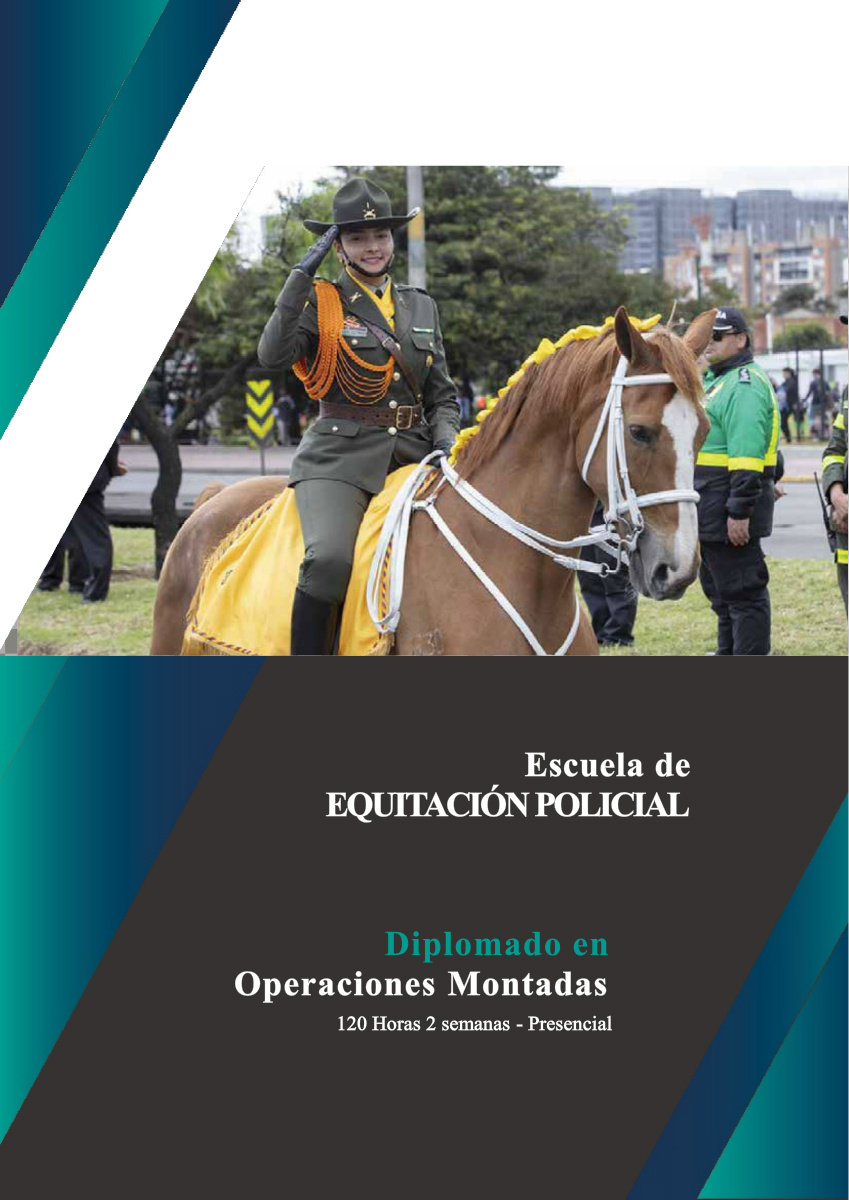 Escuela de
EQUITACIÓN POLICIAL
Diplomado en
Operaciones Montadas
120 Horas 2 semanas - Presencial